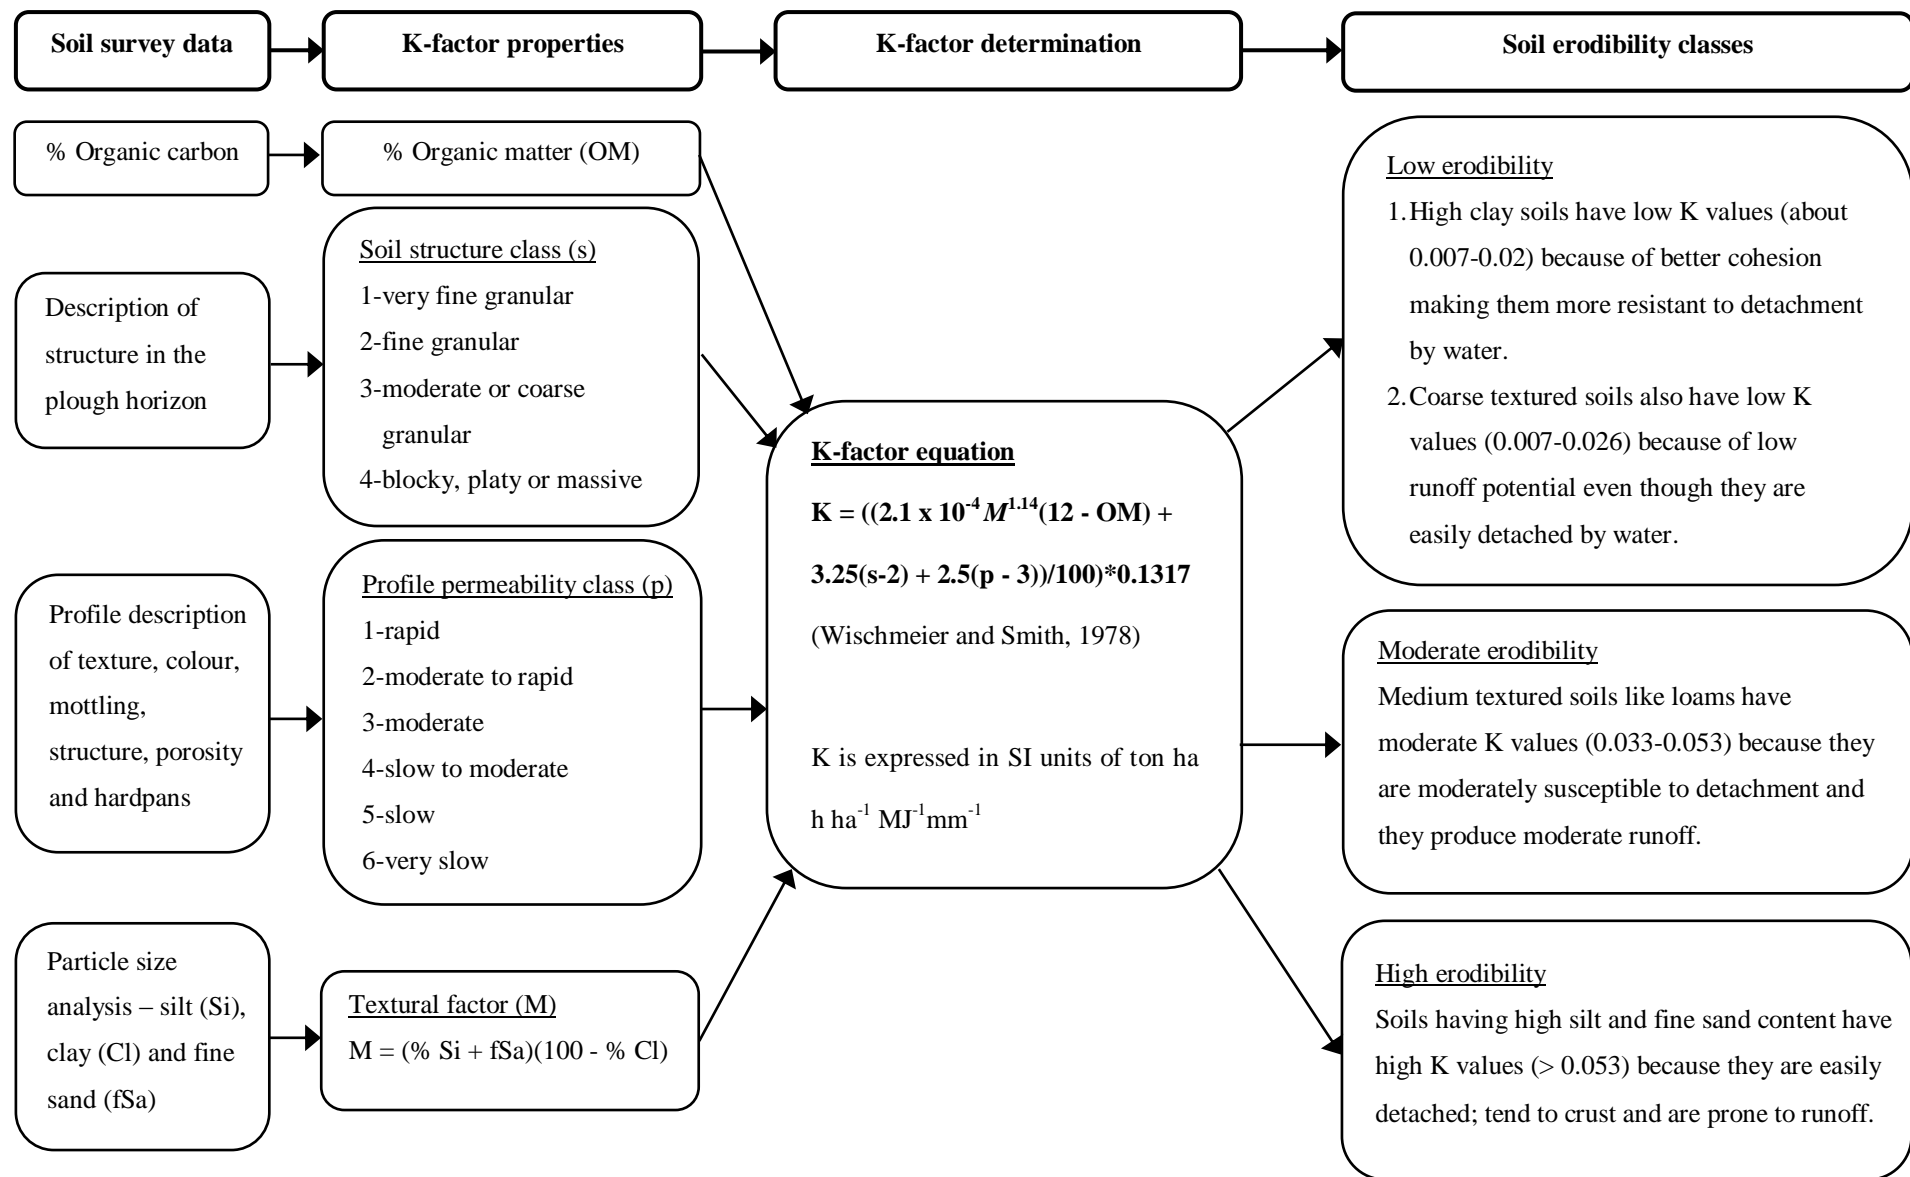 Soil survey data
K-factor properties
K-factor determination
Soil erodibility classes
% Organic carbon
% Organic matter (OM)
Description of
structure in the
plough horizon
Soil structure class (s)
1-very fine granular
2-fine granular
3-moderate or coarse
granular
4-blocky, platy or massive
Profile description
of texture, colour,
mottling,
structure, porosity
and hardpans
Profile permeability class (p)
1-rapid
2-moderate to rapid
3-moderate
4-slow to moderate
5-slow
6-very slow
Particle size
analysis – silt (Si),
clay (Cl) and fine
sand (fSa)
Textural factor (M)
M = (% Si + fSa)(100 - % Cl)
K-factor equation
K = ((2.1 x 10⁻⁴ M¹·¹⁴(12 - OM) +
3.25(s-2) + 2.5(p - 3))/100)*0.1317
(Wischmeier and Smith, 1978)
K is expressed in SI units of ton ha
h ha⁻¹ MJ⁻¹mm⁻¹
Low erodibility
1. High clay soils have low K values (about
0.007-0.02) because of better cohesion
making them more resistant to detachment
by water.
2. Coarse textured soils also have low K
values (0.007-0.026) because of low
runoff potential even though they are
easily detached by water.
Moderate erodibility
Medium textured soils like loams have
moderate K values (0.033-0.053) because they
are moderately susceptible to detachment and
they produce moderate runoff.
High erodibility
Soils having high silt and fine sand content have
high K values (> 0.053) because they are easily
detached; tend to crust and are prone to runoff.